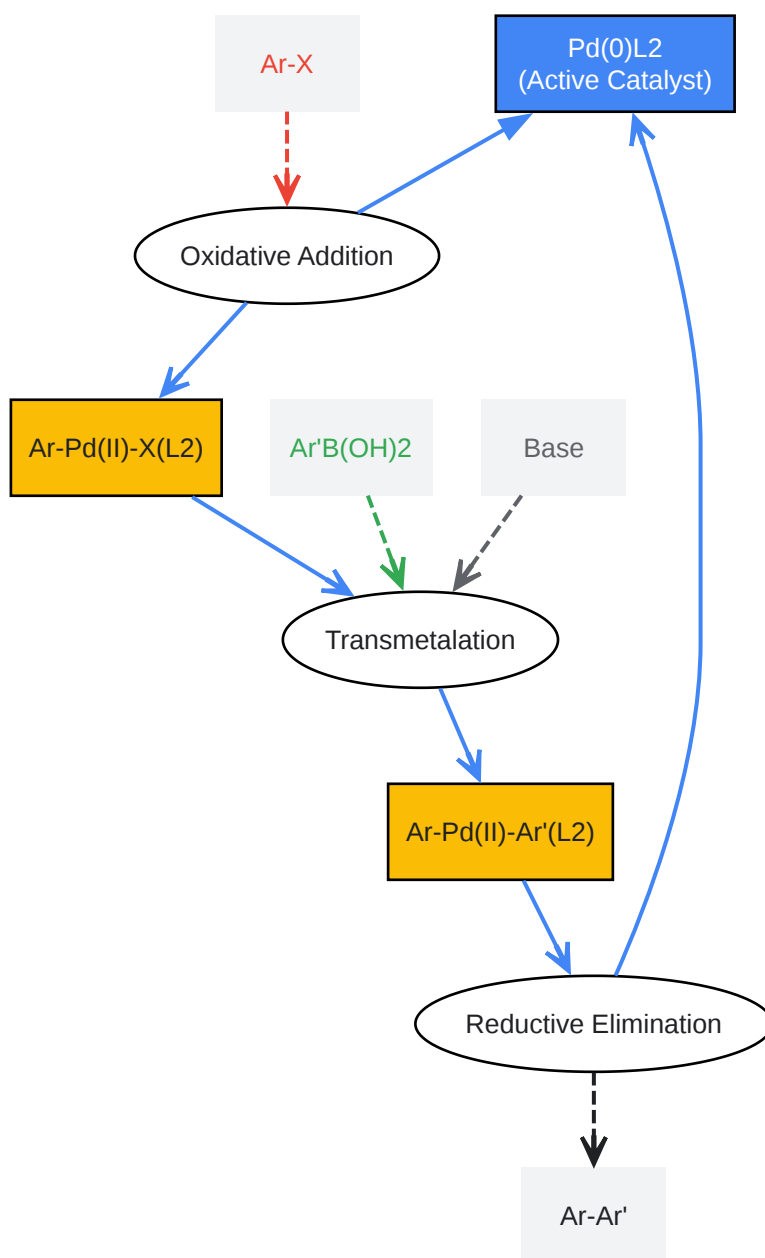 Ar-X
Pd(0)L2
(Active Catalyst)
Oxidative Addition
Ar-Pd(II)-X(L2)
Ar'B(OH)2
Base
Transmetalation
Ar-Pd(II)-Ar'(L2)
Reductive Elimination
Ar-Ar'